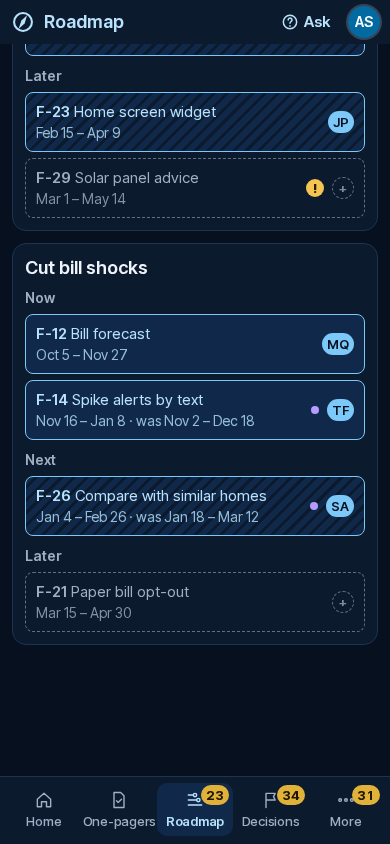 Roadmap
Ask
AS
Later
F-23 Home screen widget
Feb 15 – Apr 9
JP
F-29 Solar panel advice
Mar 1 – May 14
!
+
Cut bill shocks
Now
F-12 Bill forecast
Oct 5 – Nov 27
MQ
F-14 Spike alerts by text
Nov 16 – Jan 8 · was Nov 2 – Dec 18
TF
Next
F-26 Compare with similar homes
Jan 4 – Feb 26 · was Jan 18 – Mar 12
SA
Later
F-21 Paper bill opt-out
Mar 15 – Apr 30
+
23
34
31
Home
One-pagers
Roadmap
Decisions
More